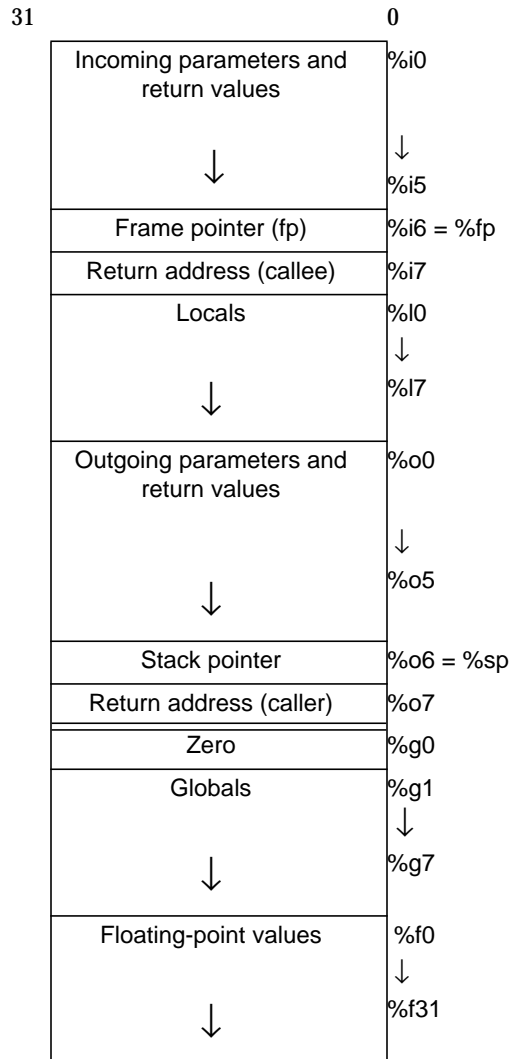 31 0
Incoming parameters and %i0
return values
↓ ↓
%i5
Frame pointer (fp) %i6 = %fp
Return address (callee) %i7
Locals %l0
↓
↓ %l7
Outgoing parameters and %o0
return values
↓
↓ %o5
Stack pointer %o6 = %sp
Return address (caller) %o7
Zero %g0
Globals %g1
↓
↓ %g7
Floating-point values %f0
↓
↓ %f31